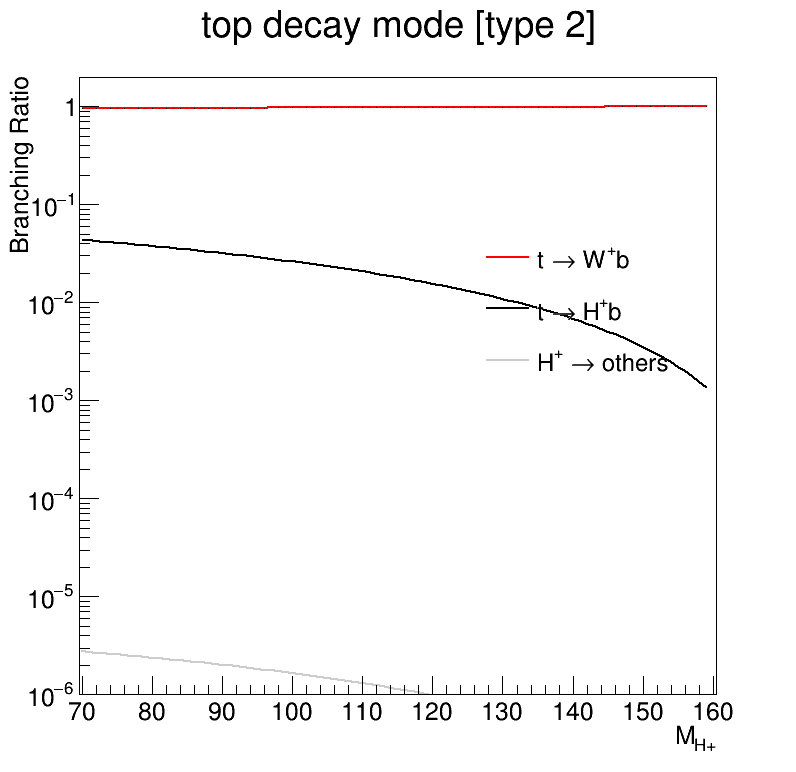 top decay mode [type 2]
Branching Ratio
1
10⁻¹
10⁻²
10⁻³
10⁻⁴
10⁻⁵
10⁻⁶
t → W⁺b
t → H⁺b
H⁺ → others
70 80 90 100 110 120 130 140 150 160
M_H+